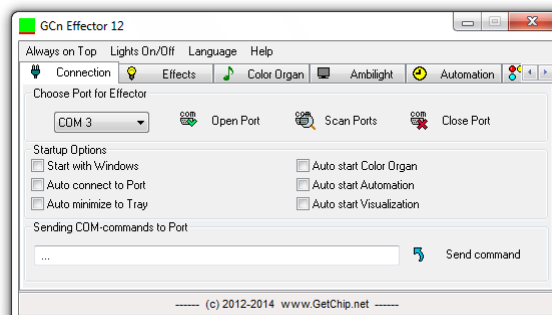 GCn Effector 12
Always on Top Lights On/Off Language Help
Connection Effects Color Organ Ambilight Automation
Choose Port for Effector
COM 3 Open Port Scan Ports Close Port
Startup Options
Start with Windows Auto start Color Organ
Auto connect to Port Auto start Automation
Auto minimize to Tray Auto start Visualization
Sending COM-commands to Port
... Send command
------ (c) 2012-2014 www.GetChip.net ------